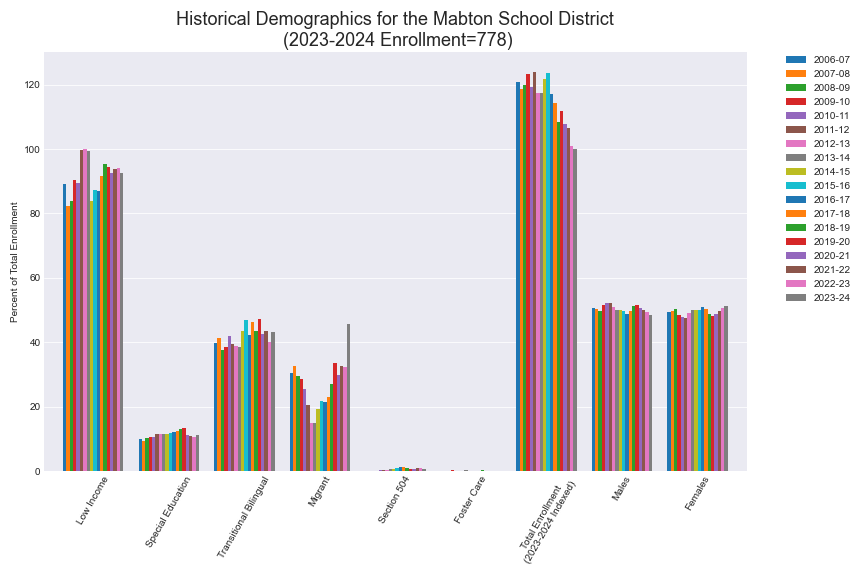 Historical Demographics for the Mabton School District
(2023-2024 Enrollment=778)
Percent of Total Enrollment
120
100
80
60
40
20
0
Low Income
Special Education
Transitional Bilingual
Migrant
Section 504
Foster Care
Total Enrollment
(2023-2024 Indexed)
Males
Females
2006-07
2007-08
2008-09
2009-10
2010-11
2011-12
2012-13
2013-14
2014-15
2015-16
2016-17
2017-18
2018-19
2019-20
2020-21
2021-22
2022-23
2023-24